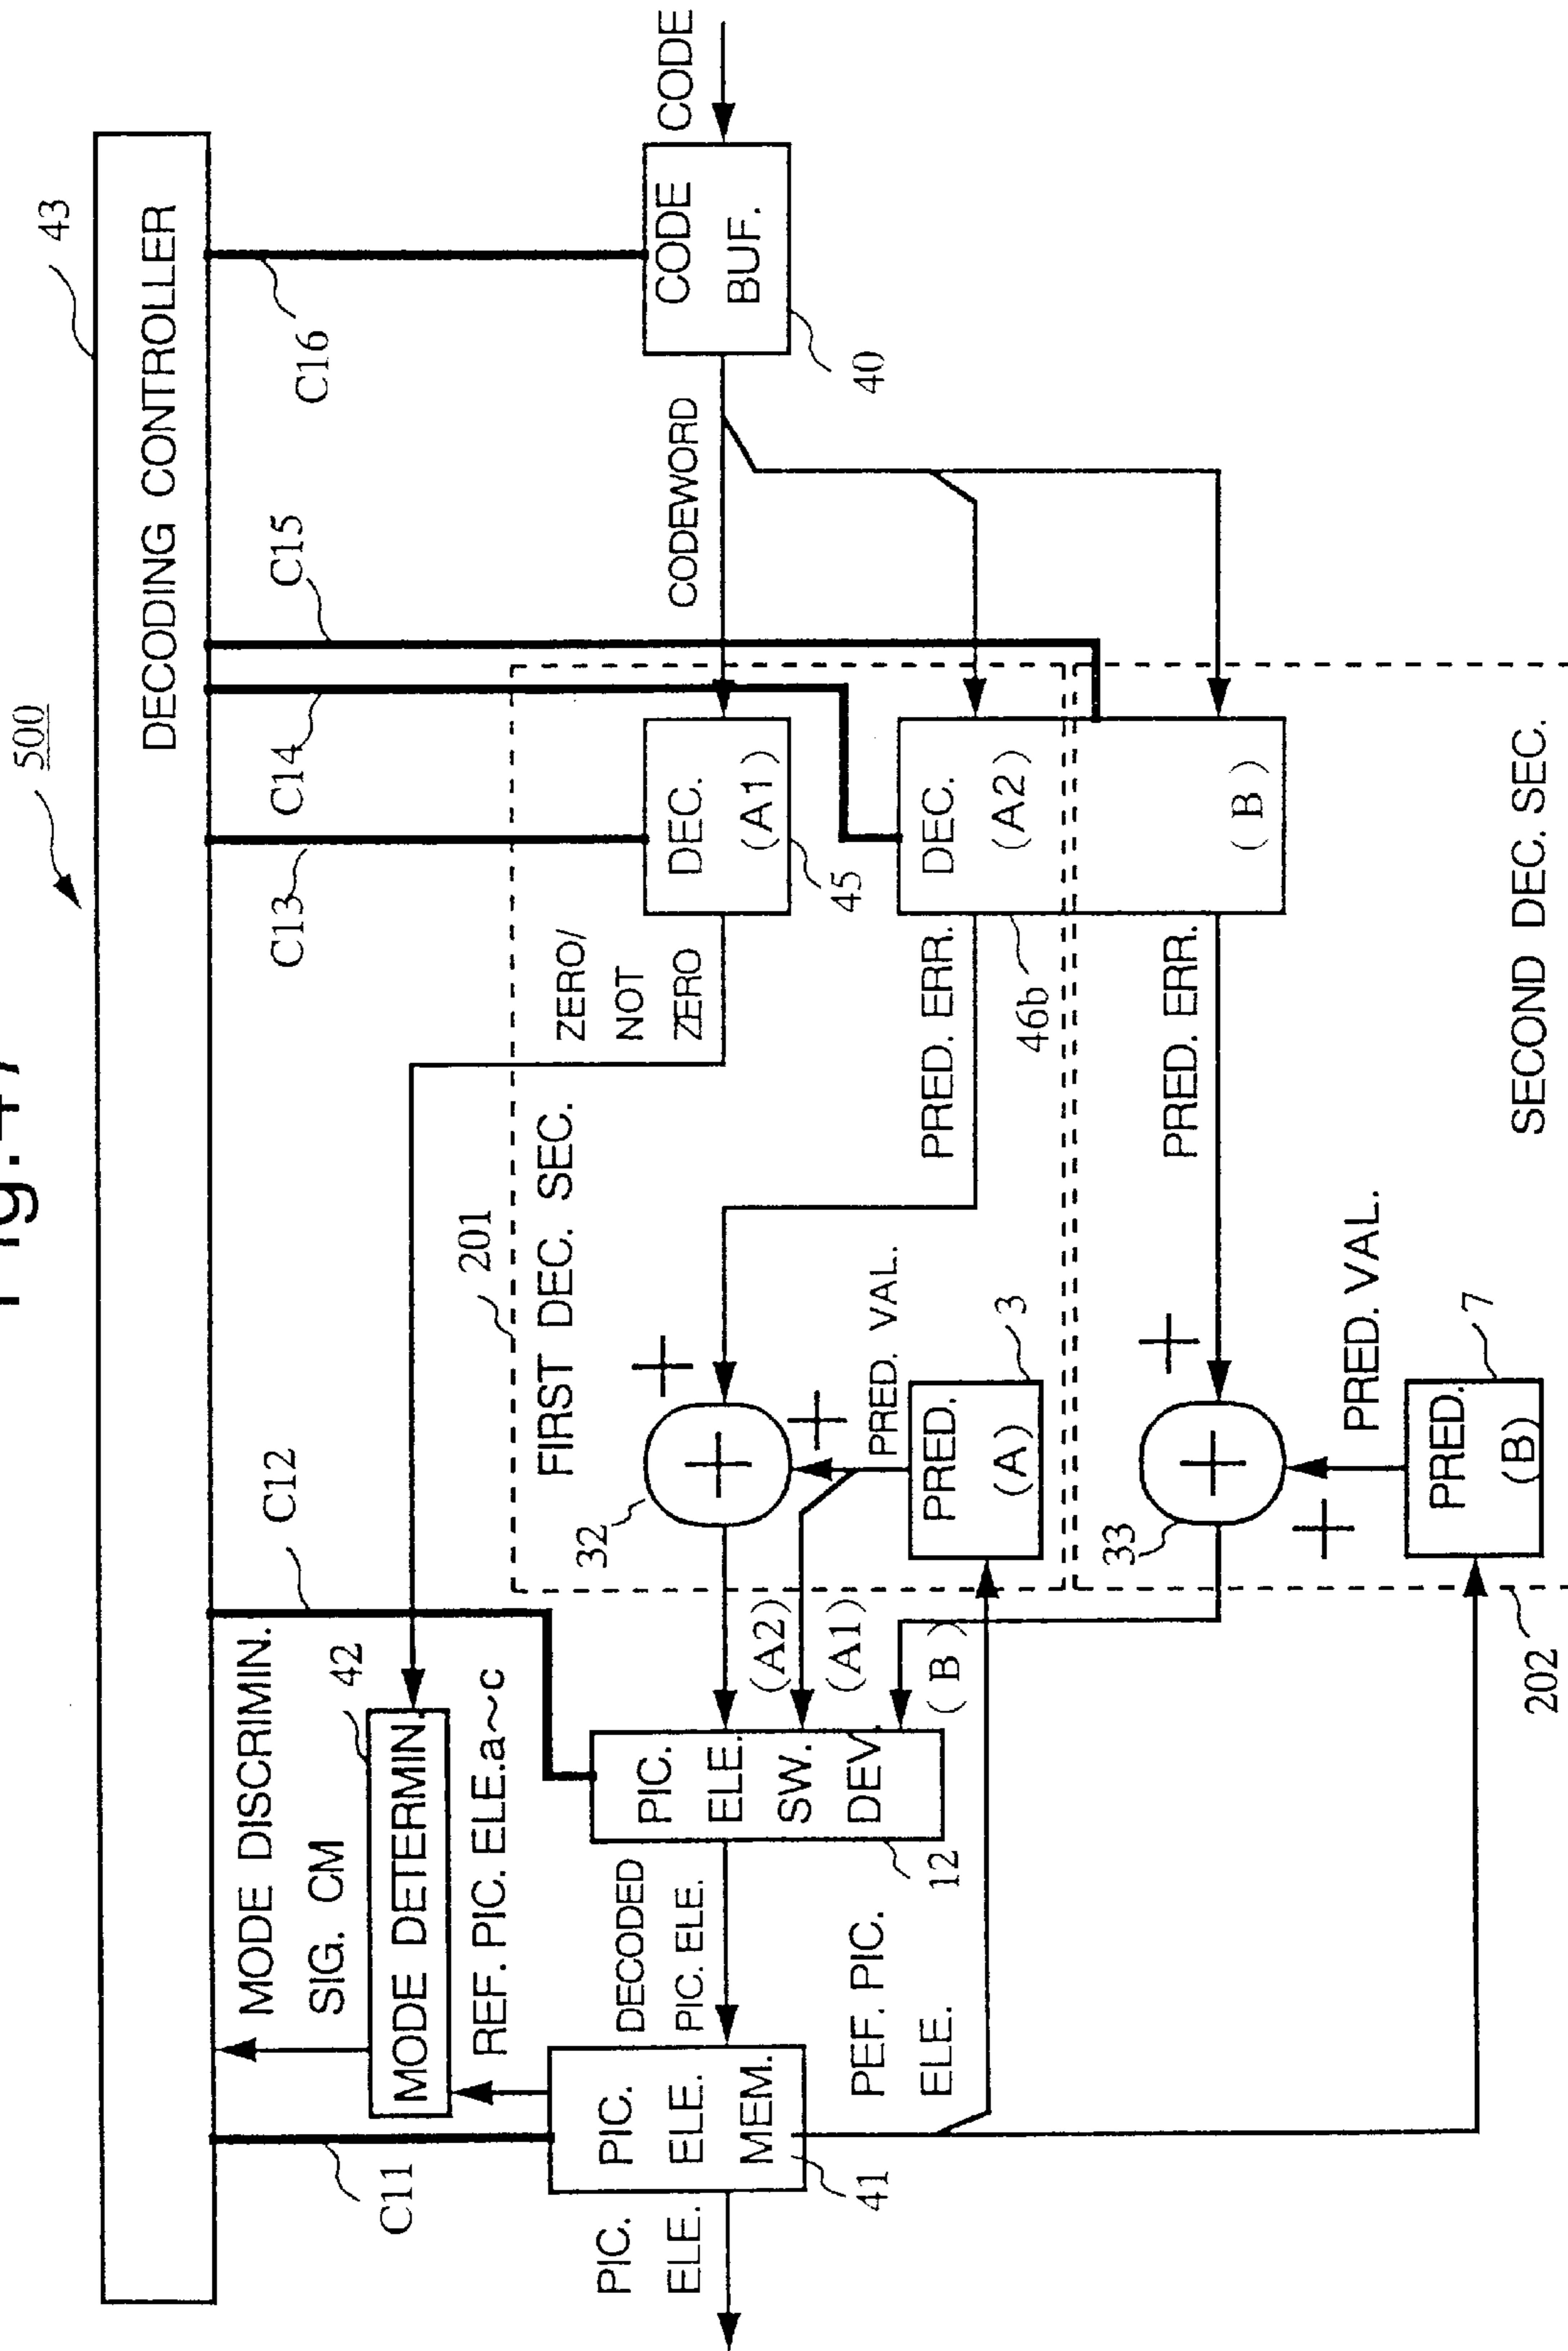 Fig.47
500
43
DECODING CONTROLLER
C11
MODE DISCRIMIN.
SIG. CM
C12
C13
C14
C15
C16
42
MODE DETERMIN.
REF. PIC. ELE.a~c
201
FIRST DEC. SEC.
ZERO/
NOT
ZERO
CODEWORD
CODE
PIC.
ELE.
PIC.
ELE.
MEM.
41
DECODED
PIC. ELE.
PIC.
ELE.
SW.
DEV.
12
(A2)
(A1)
(B)
32
+
+
+
DEC.
(A1)
45
CODE
BUF.
40
PEF. PIC.
ELE.
PRED. VAL.
PRED.
(A)
3
PRED. ERR.
DEC.
(A2)
(B)
46b
33
+
+
+
PRED. ERR.
PRED. VAL.
PRED.
(B)
7
202
SECOND DEC. SEC.